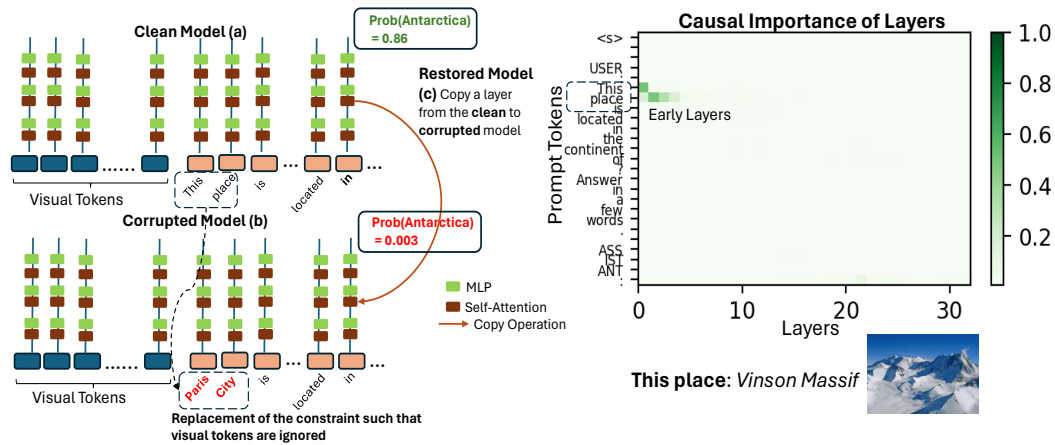 Clean Model (a)
Prob(Antarctica)
= 0.86
Restored Model
(c) Copy a layer
from the clean to
corrupted model
......
...
...
Visual Tokens
This
place
is
located
in
Corrupted Model (b)
Prob(Antarctica)
= 0.003
MLP
Self-Attention
Copy Operation
......
...
...
Visual Tokens
Paris
City
is
located
in
Replacement of the constraint such that
visual tokens are ignored
Causal Importance of Layers
Prompt Tokens
<s>
USER
:
This
place
is
located
in
the
continent
of
?
Answer
in
a
few
words
.
ASS
IST
ANT
:
Early Layers
0
10
20
30
Layers
1.0
0.8
0.6
0.4
0.2
This place: Vinson Massif